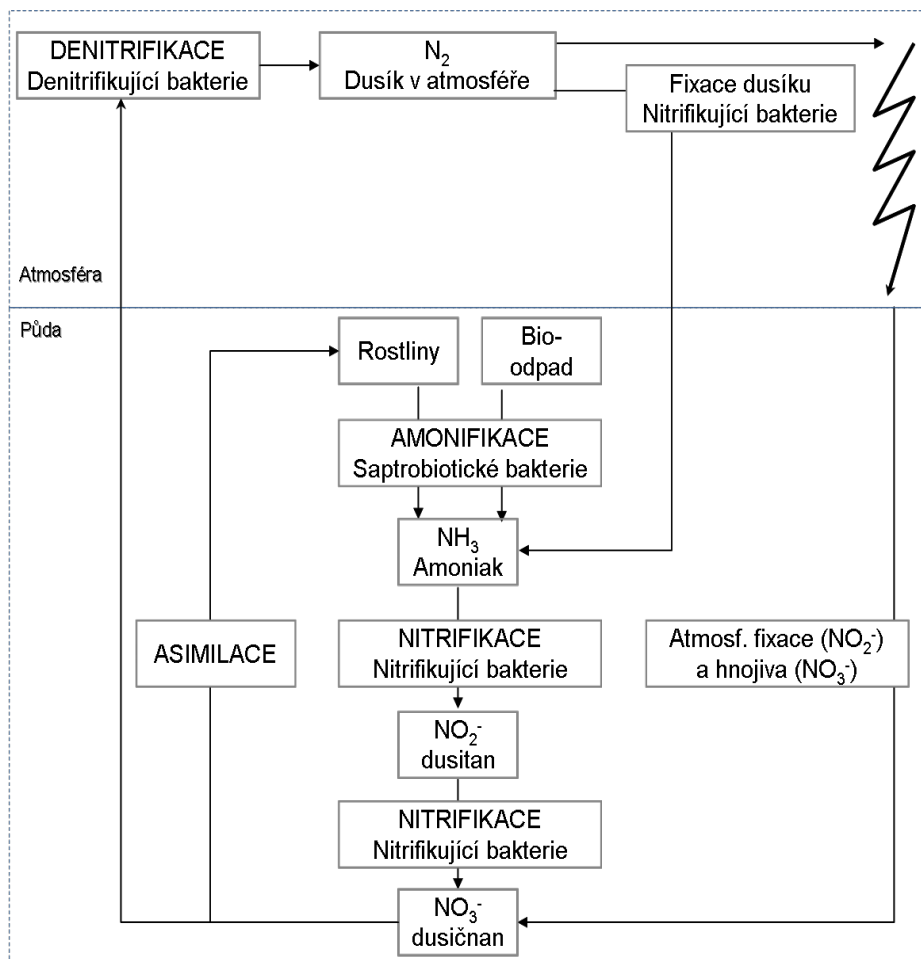 DENITRIFIKACE
Denitrifikující bakterie
N₂
Dusík v atmosféře
Fixace dusíku
Nitrifikující bakterie
Atmosféra
Půda
Rostliny
Bio-
odpad
AMONIFIKACE
Saptrobiotické bakterie
NH₃
Amoniak
ASIMILACE
NITRIFIKACE
Nitrifikující bakterie
Atmosf. fixace (NO₂⁻)
a hnojiva (NO₃⁻)
NO₂⁻
dusitan
NITRIFIKACE
Nitrifikující bakterie
NO₃⁻
dusičnan